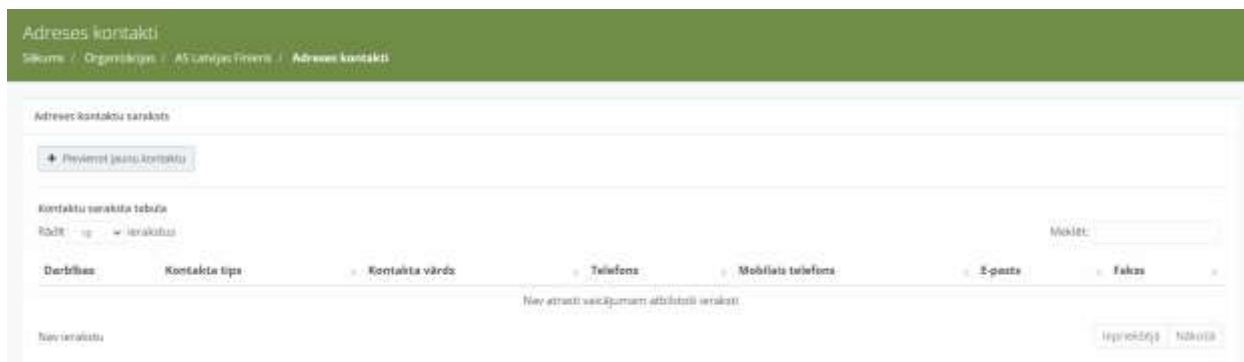 Adreses kontakti
Sākums / Organizācijas / AS Latvijas Finieris / Adreses kontakti
Adreses kontaktu saraksts
Pievienot jaunu kontaktu
Kontaktu saraksta tabula
Rādīt 10 ierakstus
Meklēt:
Darbības Kontakta tips Kontakta vārds Telefons Mobilais telefons E-pasts Fakss
Nav atrasti vaicājumam atbilstoši ieraksti
Nav ierakstu
Iepriekšējā Nākošā